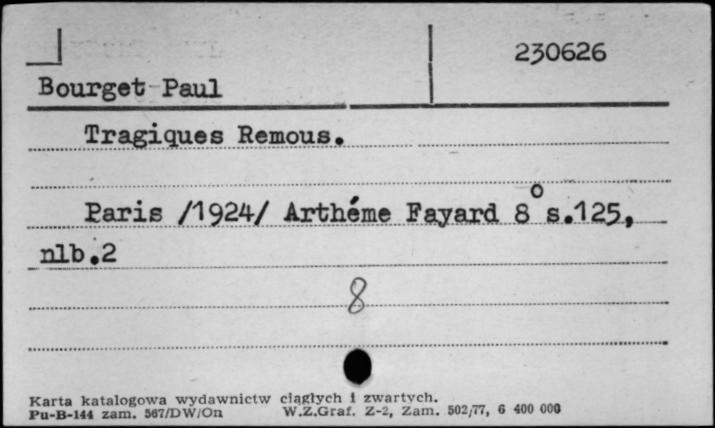 230626
Bourget Paul
Tragiques Remous.
Paris /1924/ Arthéme Fayard 8° s.125,
nlb.2
8
Karta katalogowa wydawnictw ciągłych i zwartych.
Pu-B-144 zam. 567/DW/On W.Z.Graf. Z-2, Zam. 502/77, 6 400 000